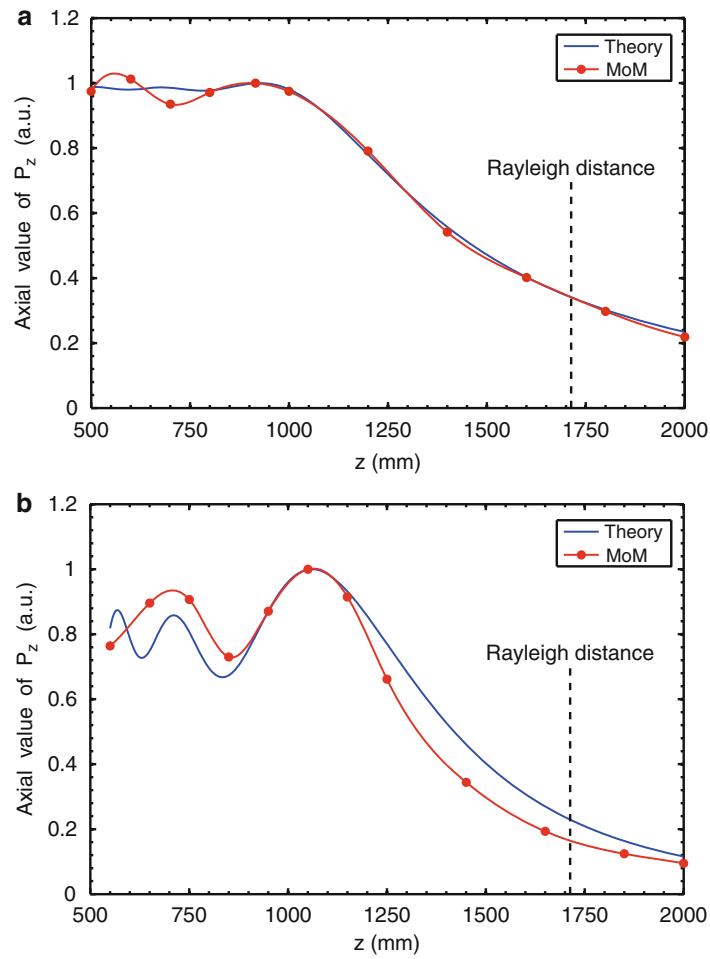 a
1.2
1
0.8
0.6
0.4
0.2
0
Axial value of P_z (a.u.)
Theory
MoM
Rayleigh distance
500 750 1000 1250 1500 1750 2000
z (mm)
b
1.2
1
0.8
0.6
0.4
0.2
0
Axial value of P_z (a.u.)
Theory
MoM
Rayleigh distance
500 750 1000 1250 1500 1750 2000
z (mm)